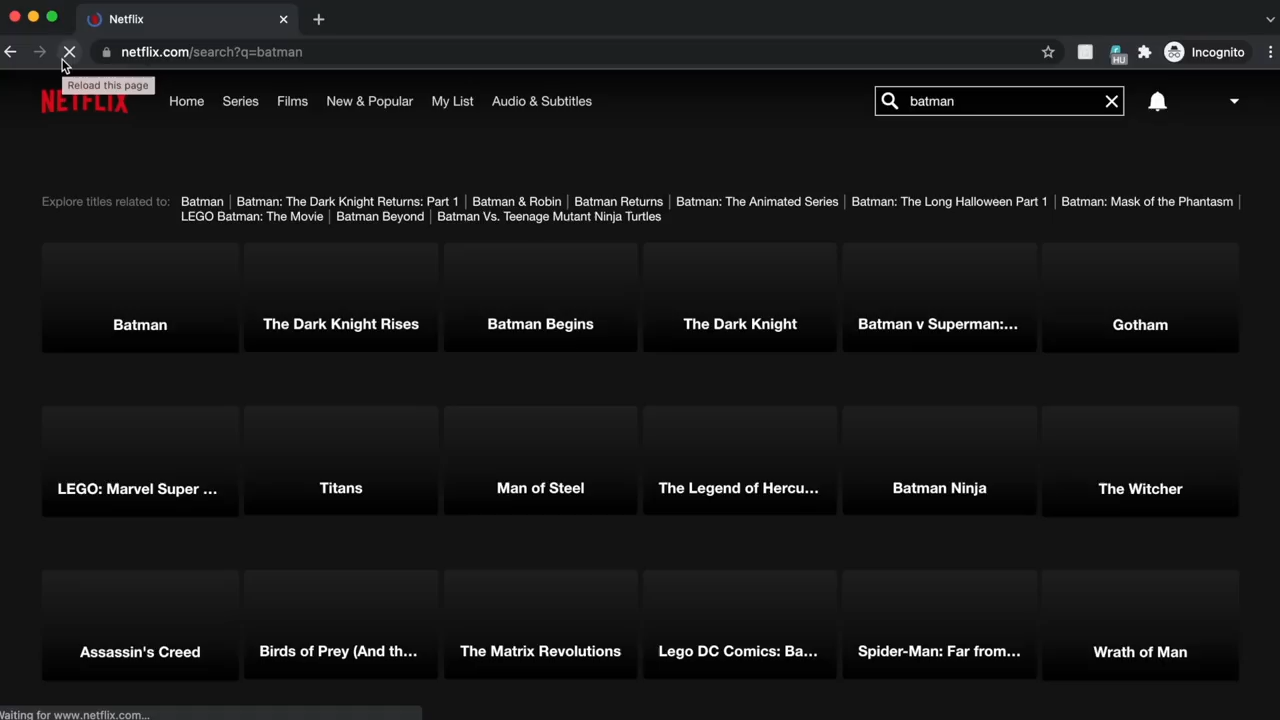 Netflix
netflix.com/search?q=batman
HU
Incognito
Reload this page
NETFLIX
Home Series Films New & Popular My List Audio & Subtitles
batman
Explore titles related to: Batman | Batman: The Dark Knight Returns: Part 1 | Batman & Robin | Batman Returns | Batman: The Animated Series | Batman: The Long Halloween Part 1 | Batman: Mask of the Phantasm |
LEGO Batman: The Movie | Batman Beyond | Batman Vs. Teenage Mutant Ninja Turtles
Batman The Dark Knight Rises Batman Begins The Dark Knight Batman v Superman:... Gotham
LEGO: Marvel Super ... Titans Man of Steel The Legend of Hercu... Batman Ninja The Witcher
Assassin's Creed Birds of Prey (And th... The Matrix Revolutions Lego DC Comics: Ba... Spider-Man: Far from... Wrath of Man
Waiting for www.netflix.com...